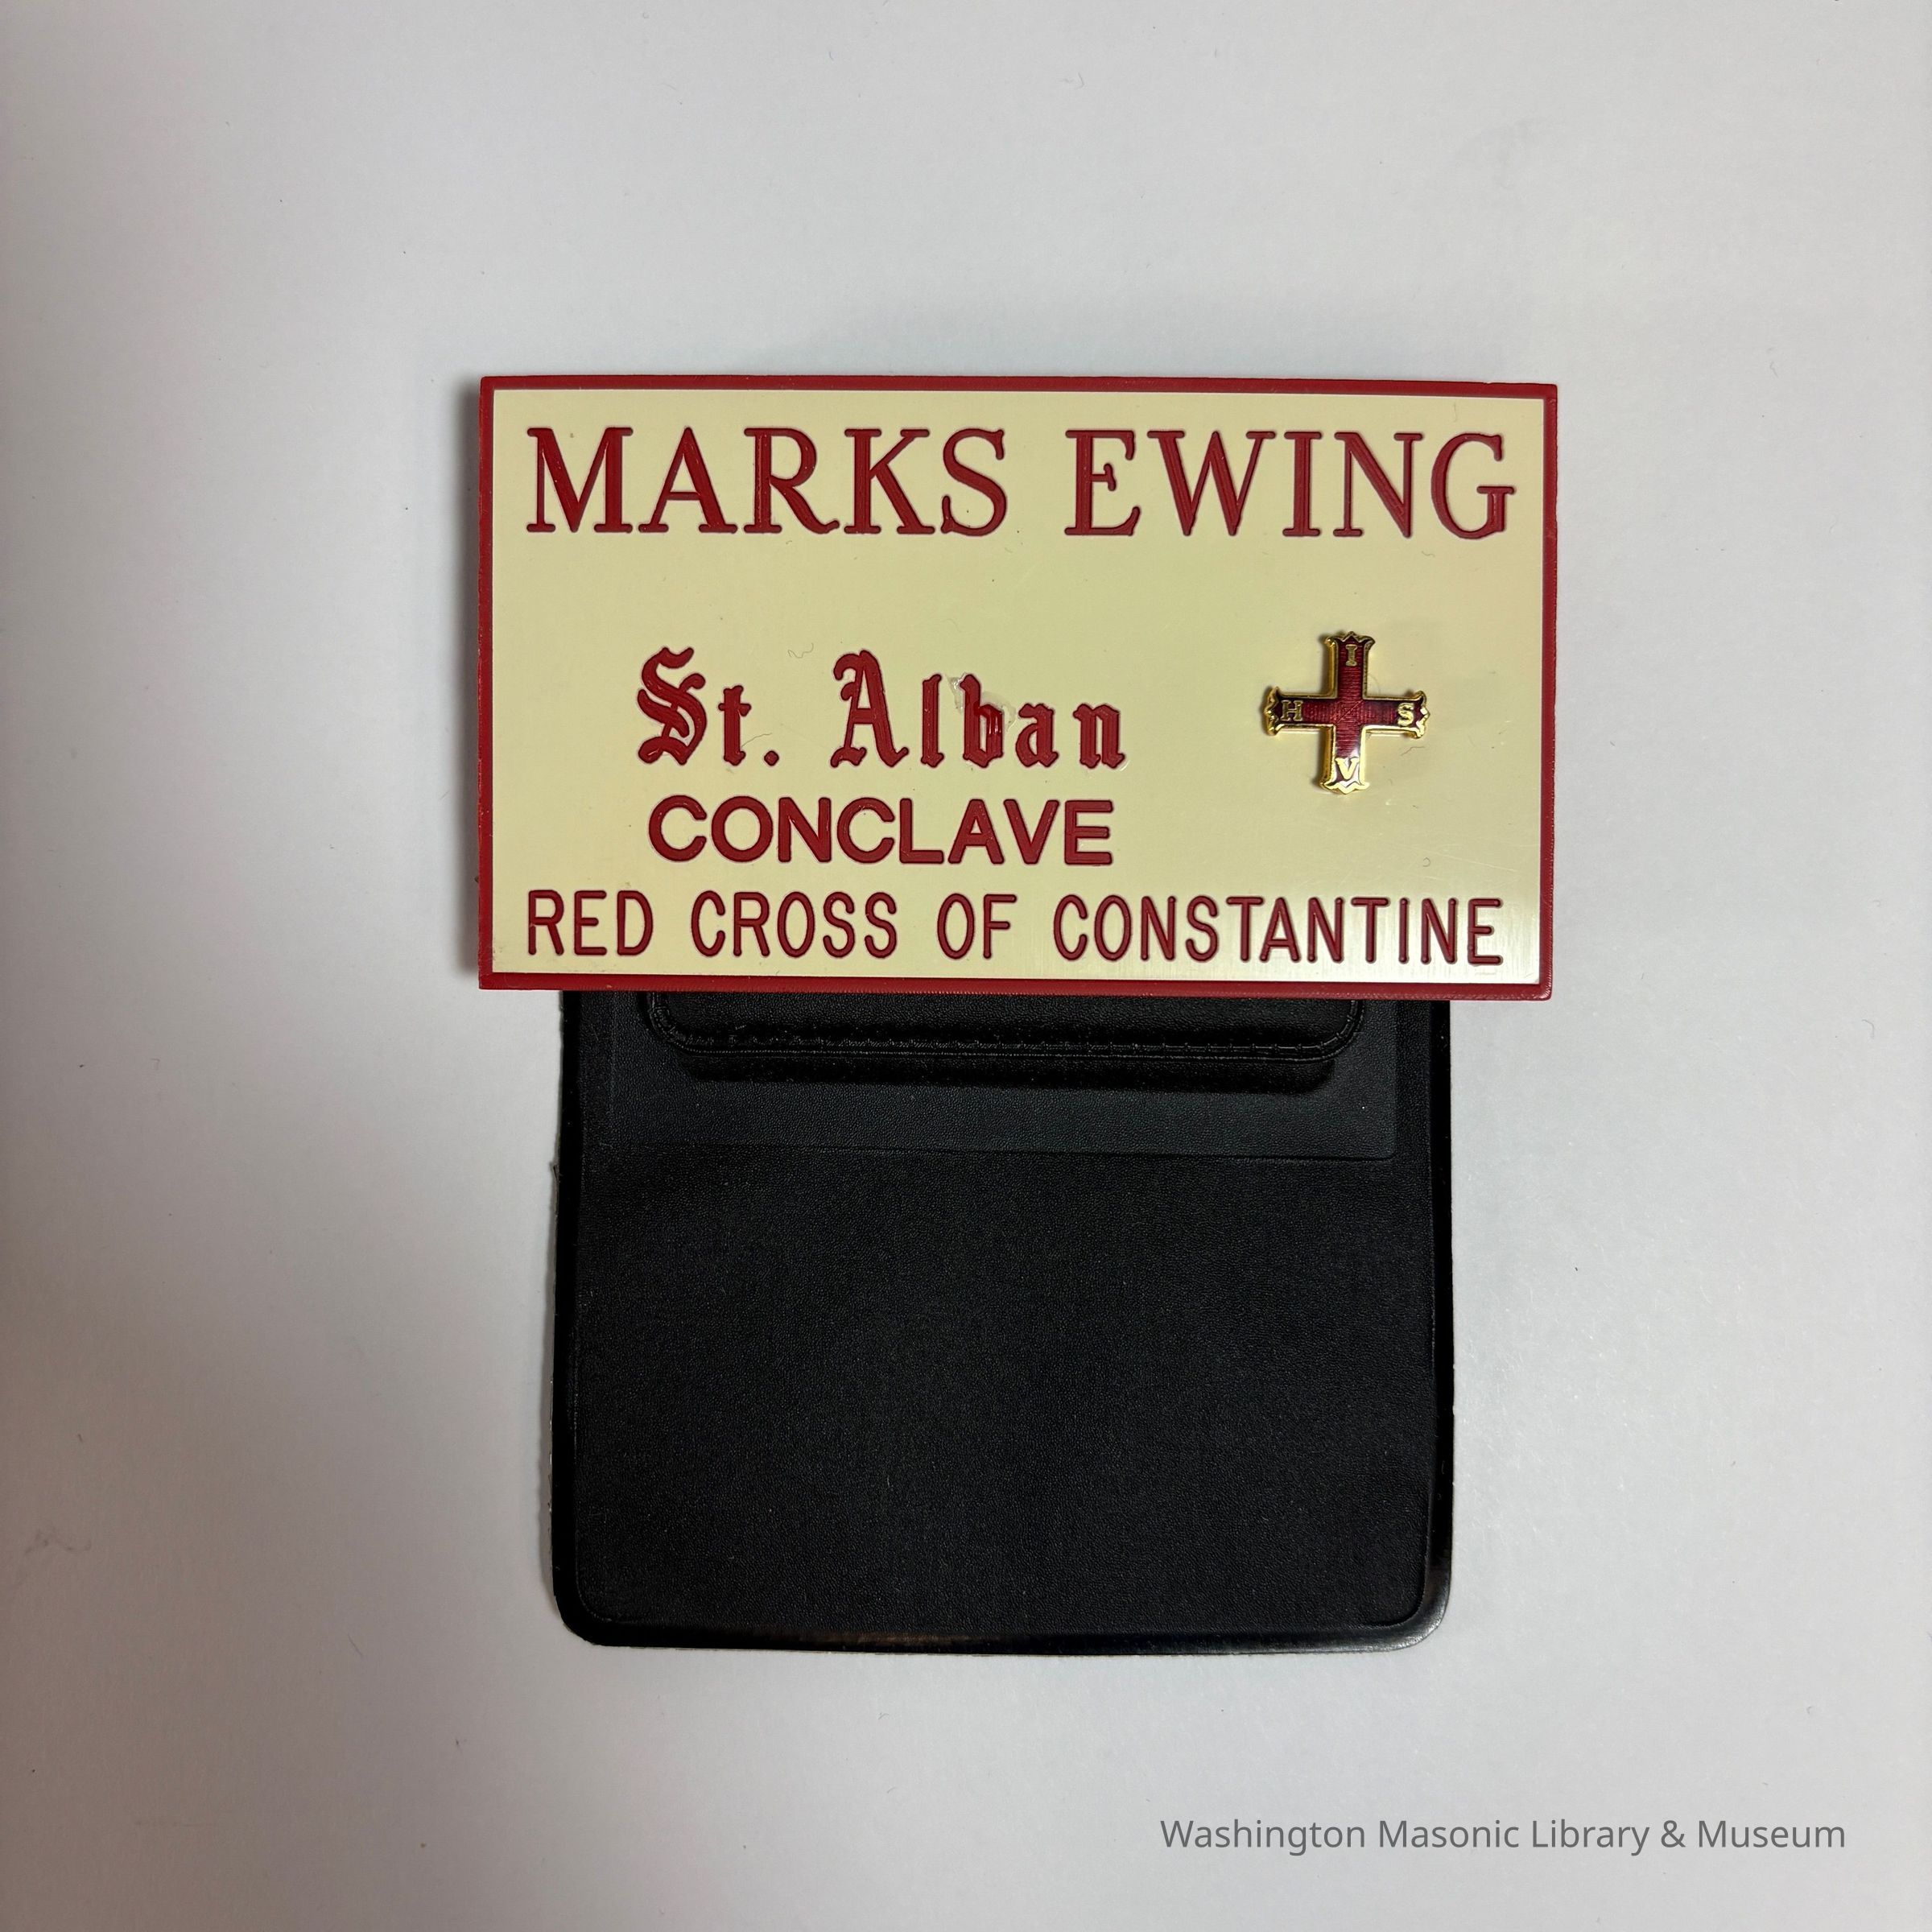 MARKS EWING
St. Alban
CONCLAVE
RED CROSS OF CONSTANTINE
I
H S
V
Washington Masonic Library & Museum